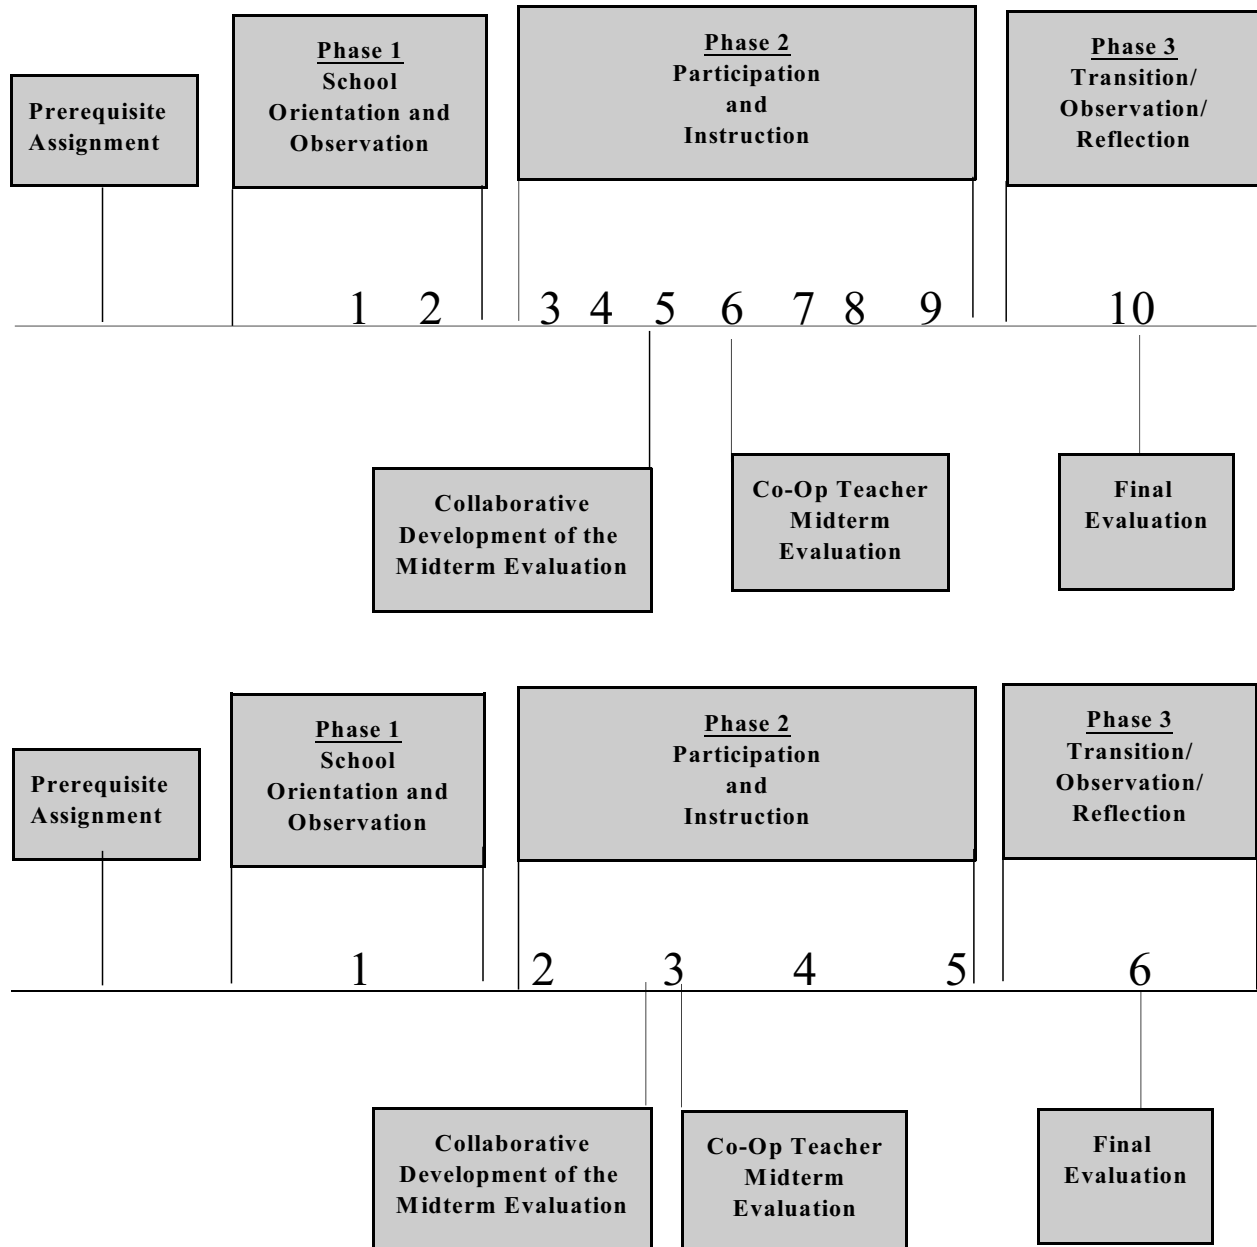 Prerequisite
Assignment
Phase 1
School
Orientation and
Observation
Phase 2
Participation
and
Instruction
Phase 3
Transition/
Observation/
Reflection
1 2 3 4 5 6 7 8 9 10
Collaborative
Development of the
Midterm Evaluation
Co-Op Teacher
Midterm
Evaluation
Final
Evaluation
Prerequisite
Assignment
Phase 1
School
Orientation and
Observation
Phase 2
Participation
and
Instruction
Phase 3
Transition/
Observation/
Reflection
1 2 3 4 5 6
Collaborative
Development of the
Midterm Evaluation
Co-Op Teacher
Midterm
Evaluation
Final
Evaluation